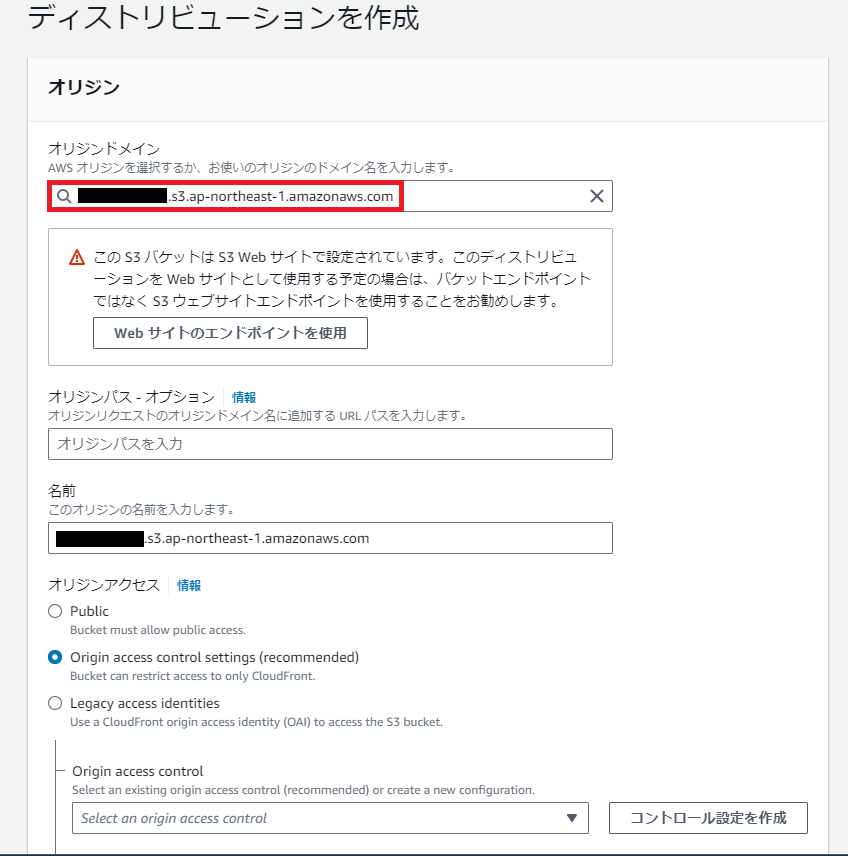 ディストリビューションを作成
オリジン
オリジンドメイン
AWS オリジンを選択するか、お使いのオリジンのドメイン名を入力します。
.s3.ap-northeast-1.amazonaws.com
この S3 バケットは S3 Web サイトで設定されています。このディストリビュ
ーションを Web サイトとして使用する予定の場合は、バケットエンドポイント
ではなく S3 ウェブサイトエンドポイントを使用することをお勧めします。
Web サイトのエンドポイントを使用
オリジンパス - オプション 情報
オリジンリクエストのオリジンドメイン名に追加する URL パスを入力します。
オリジンパスを入力
名前
このオリジンの名前を入力します。
.s3.ap-northeast-1.amazonaws.com
オリジンアクセス 情報
Public
Bucket must allow public access.
Origin access control settings (recommended)
Bucket can restrict access to only CloudFront.
Legacy access identities
Use a CloudFront origin access identity (OAI) to access the S3 bucket.
Origin access control
Select an existing origin access control (recommended) or create a new configuration.
Select an origin access control コントロール設定を作成